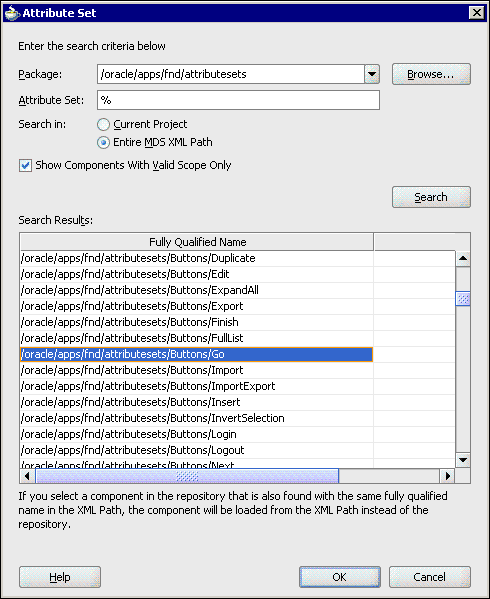 Attribute Set
Enter the search criteria below
Package: /oracle/apps/fnd/attributesets Browse...
Attribute Set: %
Search in: Current Project
Entire MDS XML Path
Show Components With Valid Scope Only
Search
Search Results:
Fully Qualified Name
/oracle/apps/fnd/attributesets/Buttons/Duplicate
/oracle/apps/fnd/attributesets/Buttons/Edit
/oracle/apps/fnd/attributesets/Buttons/ExpandAll
/oracle/apps/fnd/attributesets/Buttons/Export
/oracle/apps/fnd/attributesets/Buttons/Finish
/oracle/apps/fnd/attributesets/Buttons/FullList
/oracle/apps/fnd/attributesets/Buttons/Go
/oracle/apps/fnd/attributesets/Buttons/Import
/oracle/apps/fnd/attributesets/Buttons/ImportExport
/oracle/apps/fnd/attributesets/Buttons/Insert
/oracle/apps/fnd/attributesets/Buttons/InvertSelection
/oracle/apps/fnd/attributesets/Buttons/Login
/oracle/apps/fnd/attributesets/Buttons/Logout
/oracle/apps/fnd/attributesets/Buttons/Next
If you select a component in the repository that is also found with the same fully qualified
name in the XML Path, the component will be loaded from the XML Path instead of the
repository.
Help OK Cancel